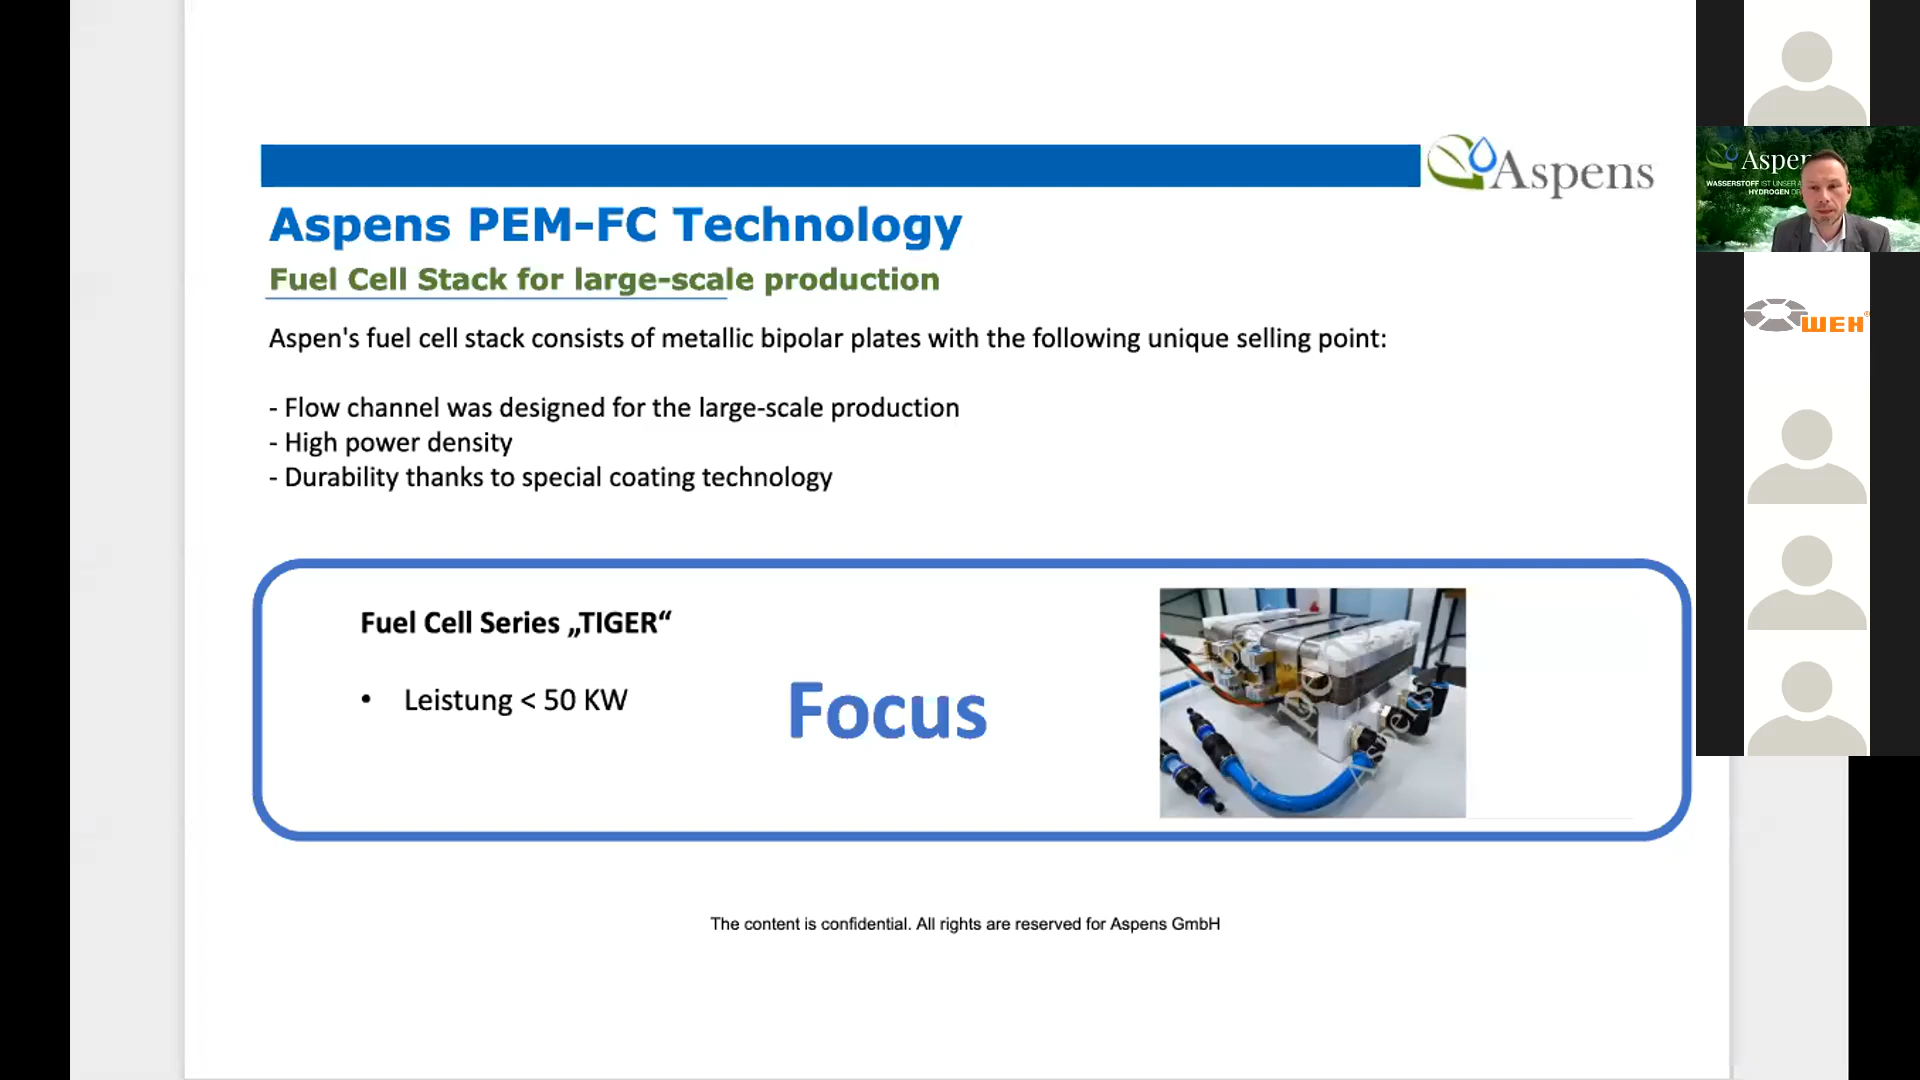 Aspens
Aspens PEM-FC Technology
Fuel Cell Stack for large-scale production
Aspen's fuel cell stack consists of metallic bipolar plates with the following unique selling point:
- Flow channel was designed for the large-scale production
- High power density
- Durability thanks to special coating technology
Fuel Cell Series „TIGER“
• Leistung < 50 KW
Focus
Aspens
The content is confidential. All rights are reserved for Aspens GmbH
WASSERSTOFF IST UNSER
HYDROGEN
WEH®